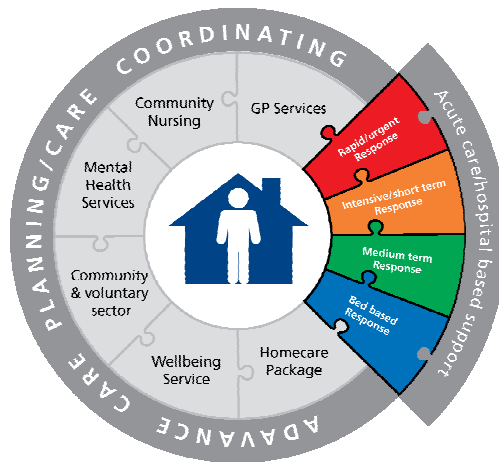 ADAVANCE CARE PLANNING/CARE COORDINATING
Acute care/hospital based support
GP Services
Rapid/urgent
Response
Intensive/short term
Response
Medium term
Response
Bed based
Response
Homecare
Package
Wellbeing
Service
Community
& voluntary
sector
Mental
Health
Services
Community
Nursing